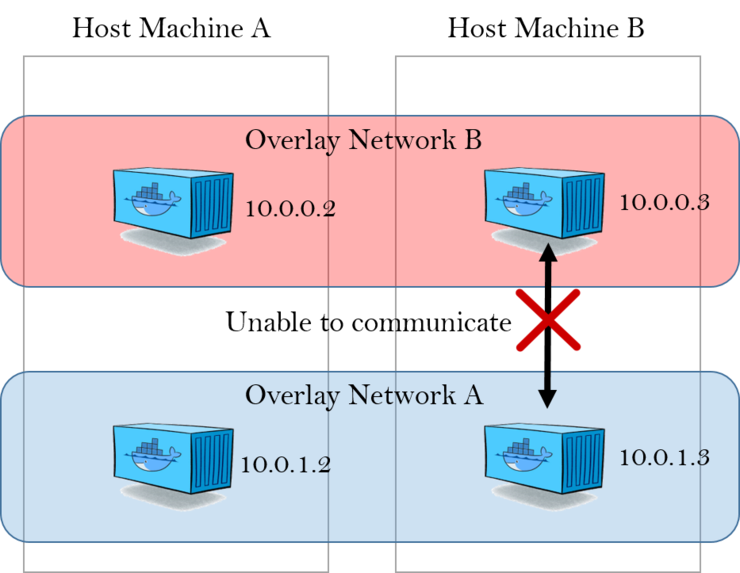 Host Machine A
Host Machine B
Overlay Network B
10.0.0.2
10.0.0.3
Unable to communicate
Overlay Network A
10.0.1.2
10.0.1.3